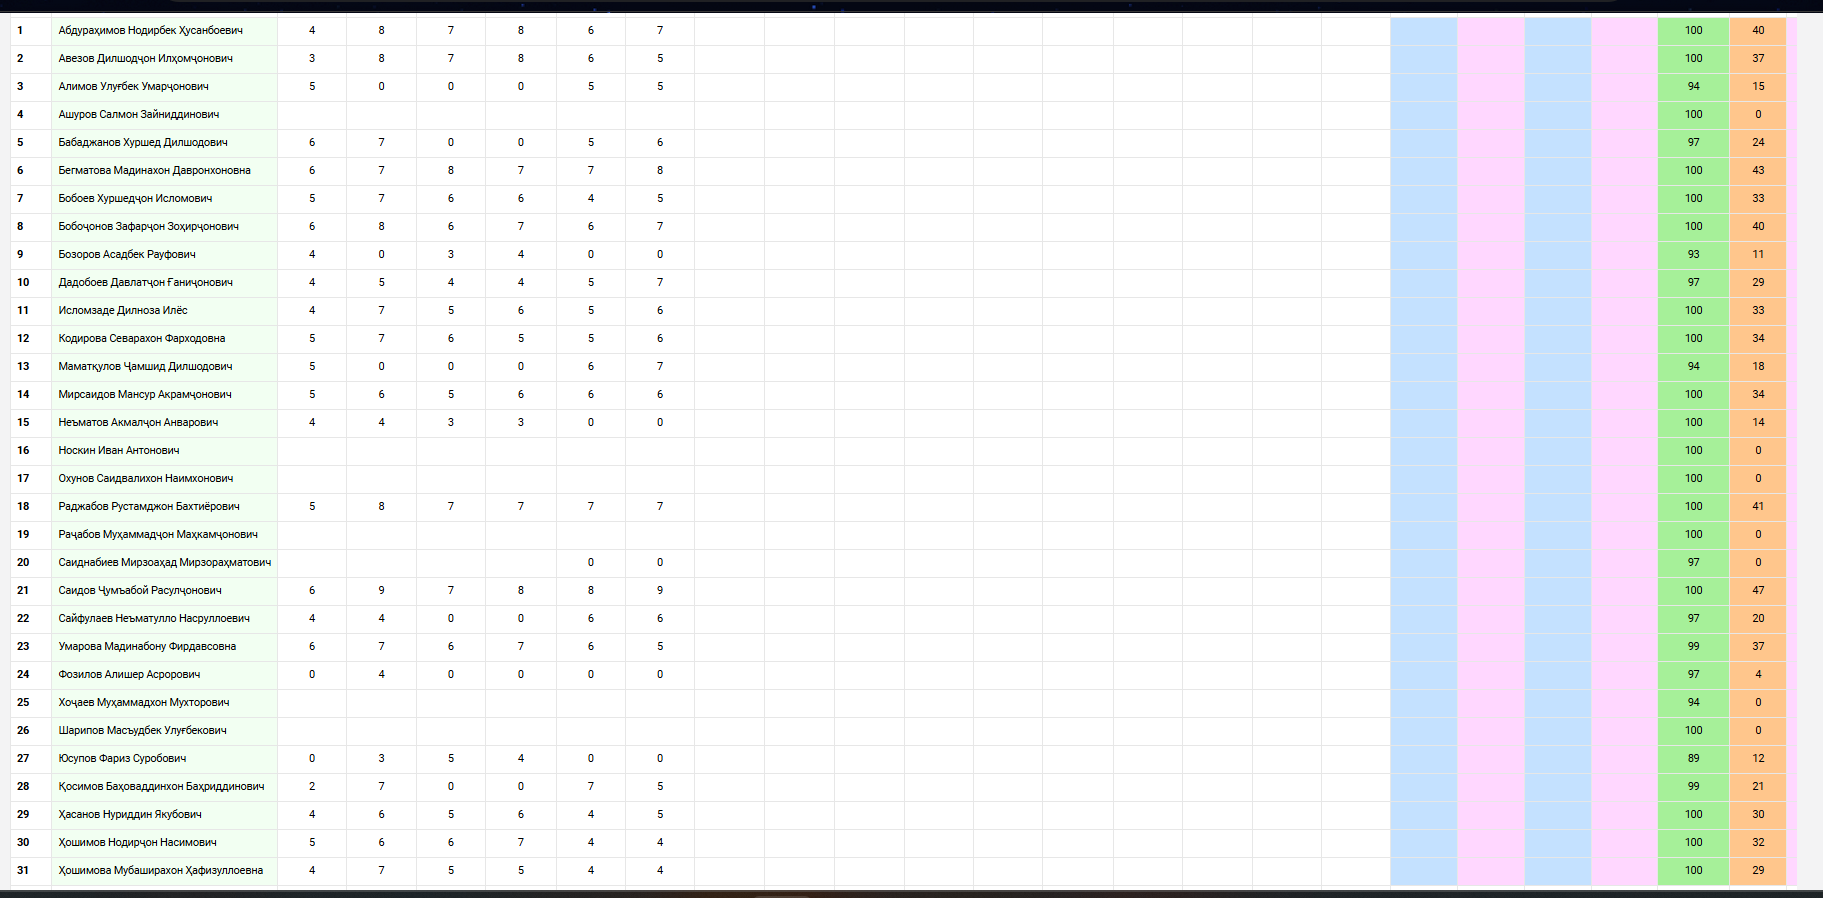 1 Абдураҳимов Нодирбек Ҳусанбоевич 4 8 7 8 6 7 100 40
2 Авезов Дилшодҷон Илҳомҷонович 3 8 7 8 6 5 100 37
3 Алимов Улуғбек Умарҷонович 5 0 0 0 5 5 94 15
4 Ашуров Салмон Зайниддинович 100 0
5 Бабаджанов Хуршед Дилшодович 6 7 0 0 5 6 97 24
6 Бегматова Мадинахон Давронхоновна 6 7 8 7 7 8 100 43
7 Бобоев Хуршедҷон Исломович 5 7 6 6 4 5 100 33
8 Бобоҷонов Зафарҷон Зоҳирҷонович 6 8 6 7 6 7 100 40
9 Бозоров Асадбек Рауфович 4 0 3 4 0 0 93 11
10 Дадобоев Давлатҷон Ғаниҷонович 4 5 4 4 5 7 97 29
11 Исломзаде Дилноза Илёс 4 7 5 6 5 6 100 33
12 Кодирова Севарахон Фарходовна 5 7 6 5 5 6 100 34
13 Маматқулов Ҷамшид Дилшодович 5 0 0 0 6 7 94 18
14 Мирсаидов Мансур Акрамҷонович 5 6 5 6 6 6 100 34
15 Неъматов Акмалҷон Анварович 4 4 3 3 0 0 100 14
16 Носкин Иван Антонович 100 0
17 Охунов Саидвалихон Наимхонович 100 0
18 Раджабов Рустамджон Бахтиёрович 5 8 7 7 7 7 100 41
19 Раҷабов Муҳаммадҷон Маҳкамҷонович 100 0
20 Саиднабиев Мирзоаҳад Мирзораҳматович 0 0 97 0
21 Саидов Ҷумъабой Расулҷонович 6 9 7 8 8 9 100 47
22 Сайфулаев Неъматулло Насруллоевич 4 4 0 0 6 6 97 20
23 Умарова Мадинабону Фирдавсовна 6 7 6 7 6 5 99 37
24 Фозилов Алишер Асрорович 0 4 0 0 0 0 97 4
25 Хоҷаев Муҳаммадхон Мухторович 94 0
26 Шарипов Масъудбек Улуғбекович 100 0
27 Юсупов Фариз Суробович 0 3 5 4 0 0 89 12
28 Қосимов Баҳоваддинхон Баҳриддинович 2 7 0 0 7 5 99 21
29 Ҳасанов Нуриддин Якубович 4 6 5 6 4 5 100 30
30 Ҳошимов Нодирҷон Насимович 5 6 6 7 4 4 100 32
31 Ҳошимова Мубаширахон Ҳафизуллоевна 4 7 5 5 4 4 100 29